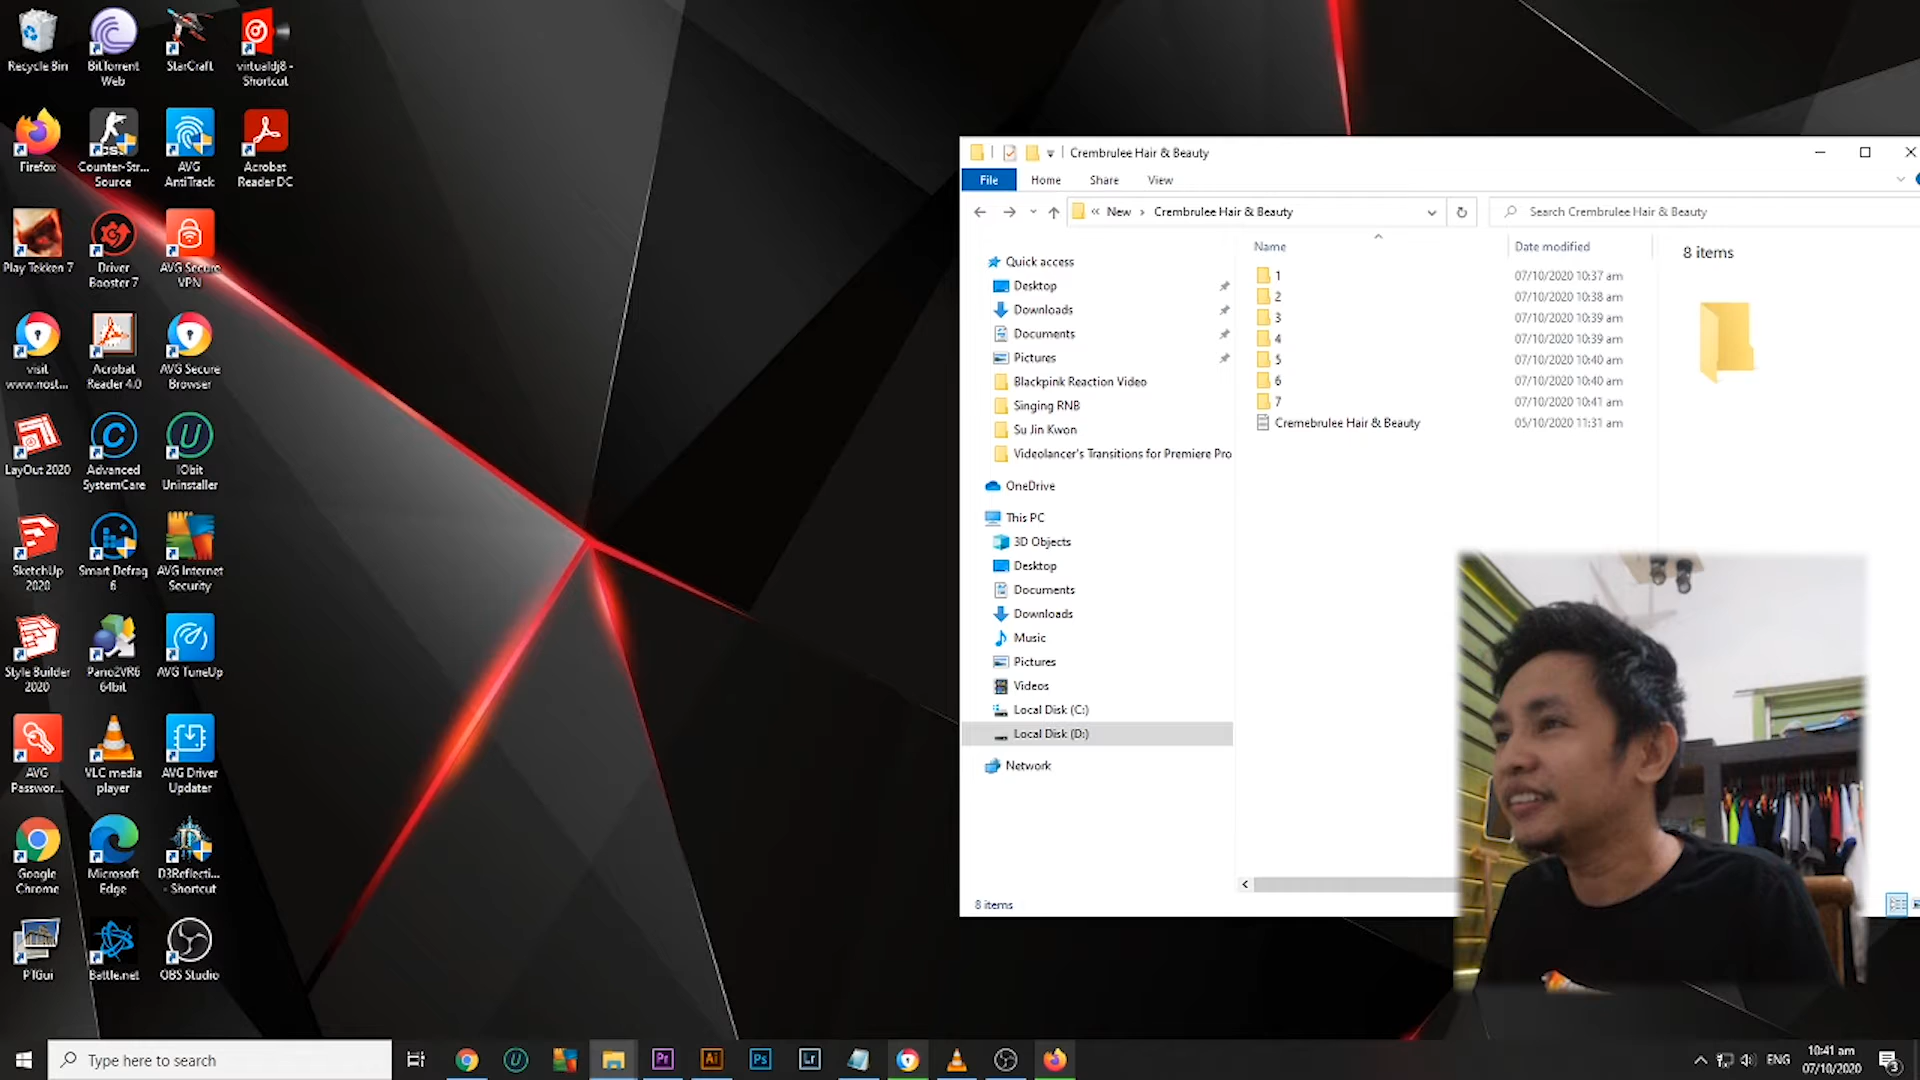 Recycle Bin
BitTorrent
Web
StarCraft
virtualdj8 -
Shortcut
Firefox
Counter-Str...
Source
AVG
AntiTrack
Acrobat
Reader DC
Play Tekken 7
Driver
Booster 7
AVG Secure
VPN
visit
www.nost...
Acrobat
Reader 4.0
AVG Secure
Browser
LayOut 2020
Advanced
SystemCare
IObit
Uninstaller
SketchUp
2020
Smart Defrag
6
AVG Internet
Security
Style Builder
2020
Pano2VR6
64bit
AVG TuneUp
AVG
Passwor...
VLC media
player
AVG Driver
Updater
Google
Chrome
Microsoft
Edge
D3Reflecti...
- Shortcut
PTGui
Battle.net
OBS Studio
Crembrulee Hair & Beauty
File Home Share View
« New › Crembrulee Hair & Beauty
Search Crembrulee Hair & Beauty
Quick access
Desktop
Downloads
Documents
Pictures
Blackpink Reaction Video
Singing RNB
Su Jin Kwon
Videolancer's Transitions for Premiere Pro
OneDrive
This PC
3D Objects
Desktop
Documents
Downloads
Music
Pictures
Videos
Local Disk (C:)
Local Disk (D:)
Network
Name Date modified
1 07/10/2020 10:37 am
2 07/10/2020 10:38 am
3 07/10/2020 10:39 am
4 07/10/2020 10:39 am
5 07/10/2020 10:40 am
6 07/10/2020 10:40 am
7 07/10/2020 10:41 am
Cremebrulee Hair & Beauty 05/10/2020 11:31 am
8 items
8 items
Type here to search
Pr
Ai
Ps
Lr
ENG
10:41 am
07/10/2020
3